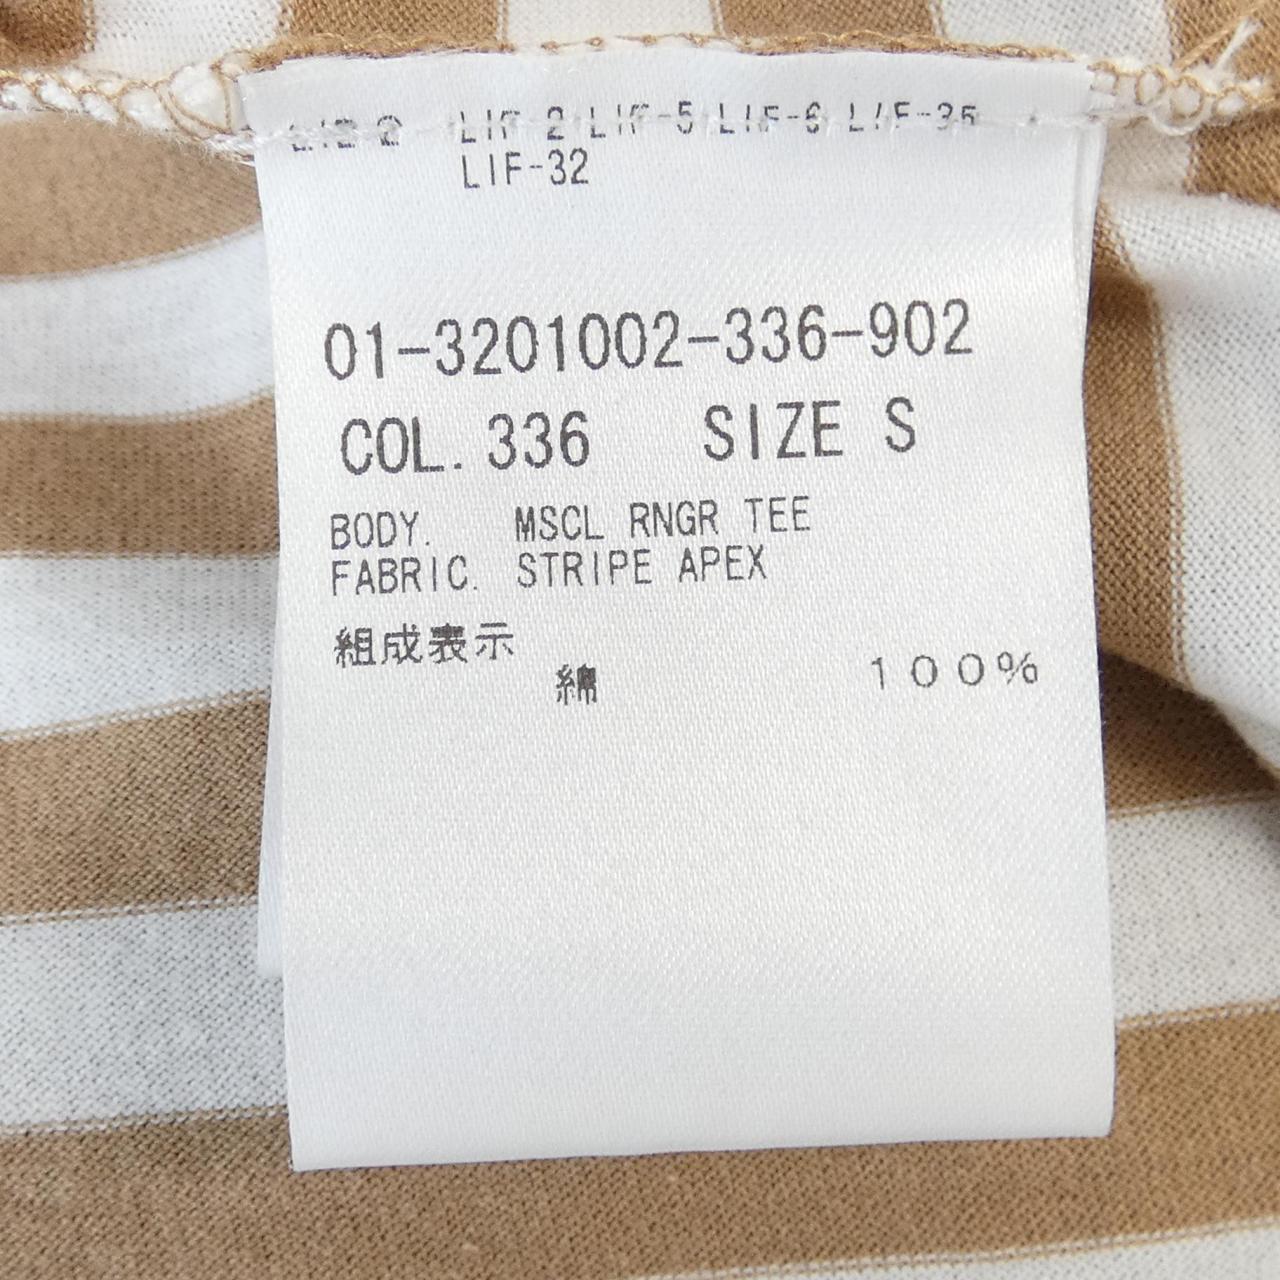 LIF-2 LIF-5 LIF-6 LIF-35
LIF-32
01-3201002-336-902
COL. 336 SIZE S
BODY. MSCL RNGR TEE
FABRIC. STRIPE APEX
組成表示
綿 100%